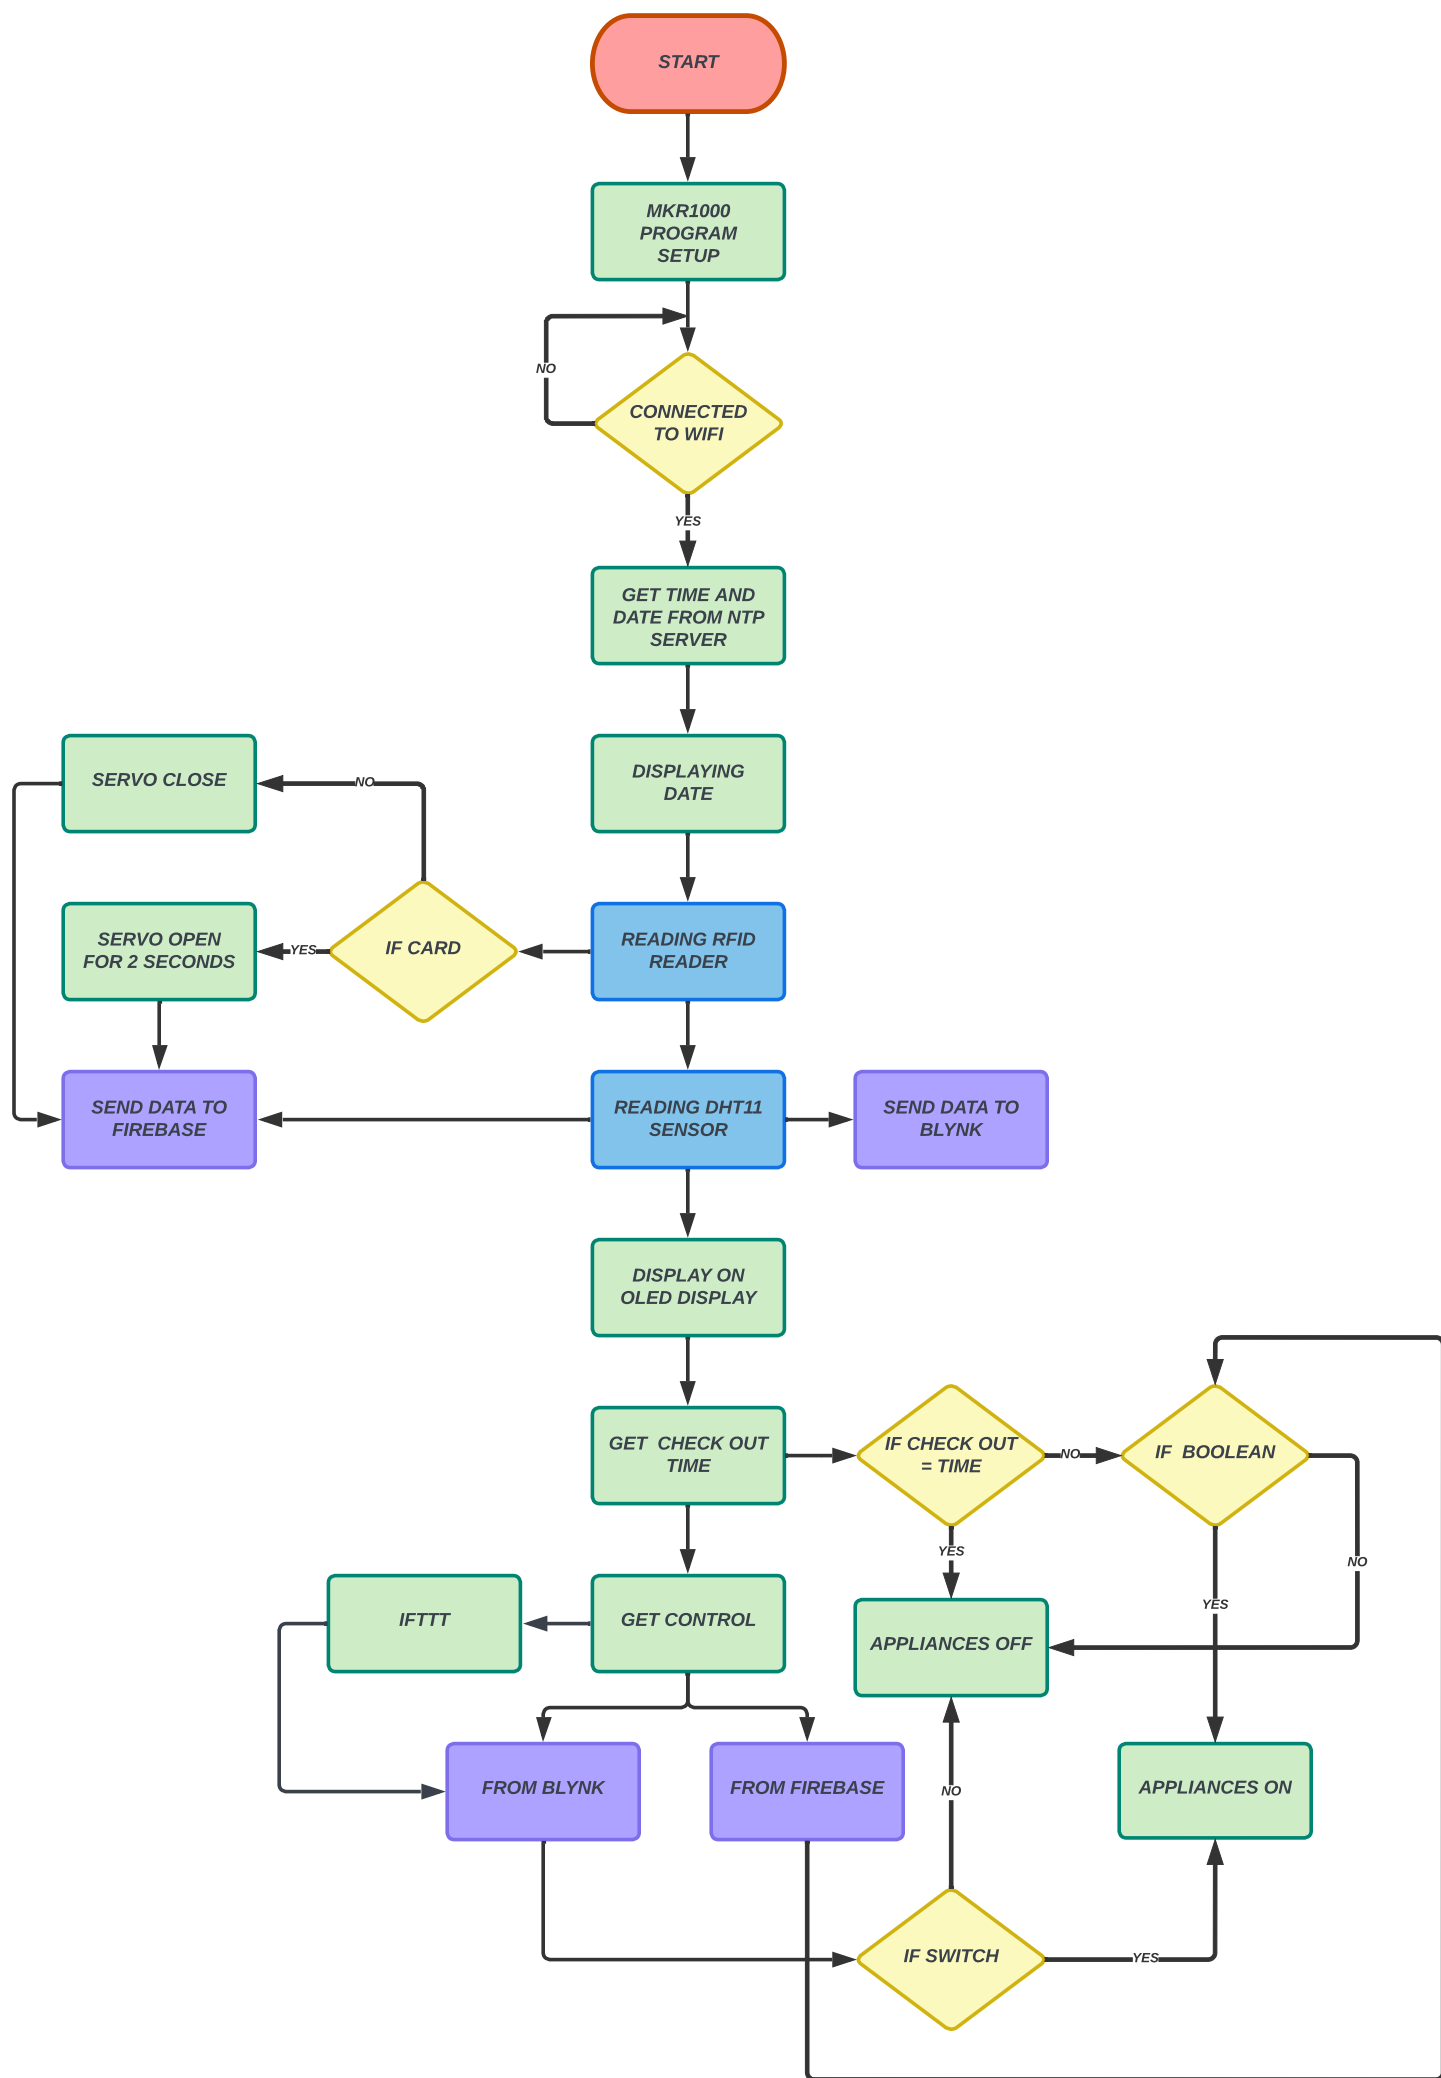 START
MKR1000
PROGRAM
SETUP
NO
CONNECTED
TO WIFI
YES
GET TIME AND
DATE FROM NTP
SERVER
SERVO CLOSE
NO
DISPLAYING
DATE
SERVO OPEN
FOR 2 SECONDS
YES
IF CARD
READING RFID
READER
SEND DATA TO
FIREBASE
READING DHT11
SENSOR
SEND DATA TO
BLYNK
DISPLAY ON
OLED DISPLAY
GET CHECK OUT
TIME
IF CHECK OUT
= TIME
NO
IF BOOLEAN
YES
NO
IFTTT
GET CONTROL
YES
APPLIANCES OFF
FROM BLYNK
FROM FIREBASE
NO
APPLIANCES ON
IF SWITCH
YES